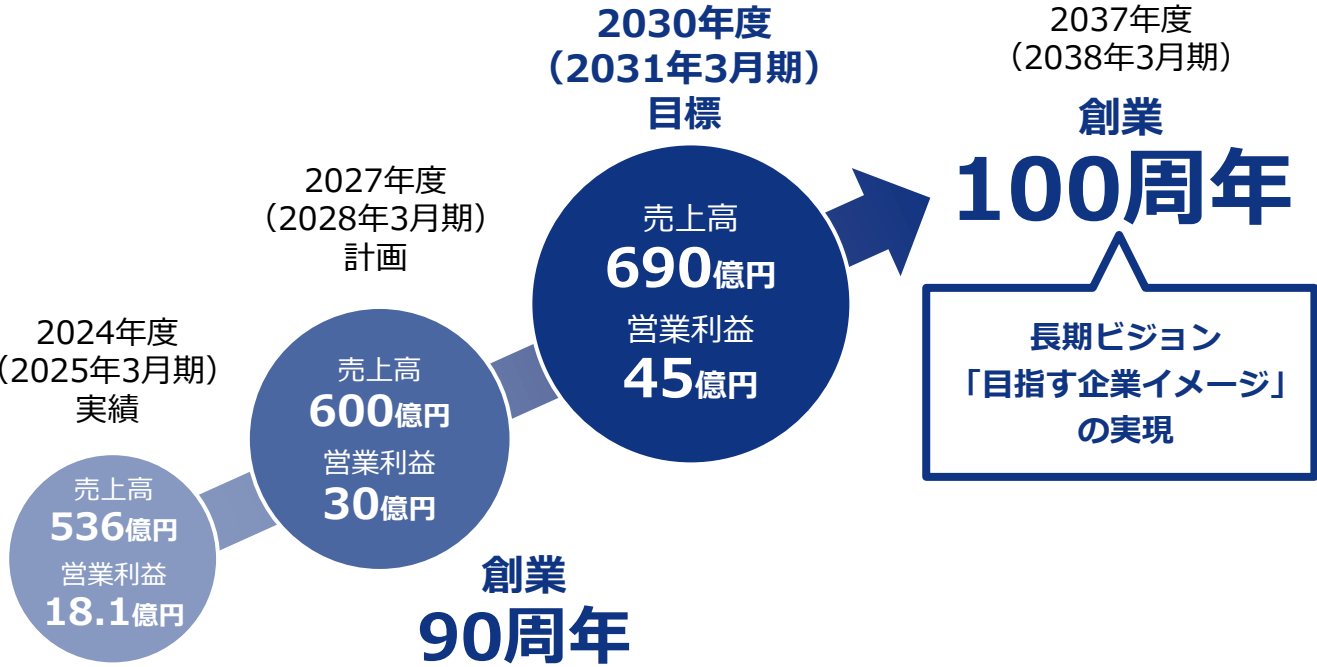 2024年度
（2025年3月期）
実績
売上高
536億円
営業利益
18.1億円
2027年度
（2028年3月期）
計画
売上高
600億円
営業利益
30億円
創業
90周年
2030年度
（2031年3月期）
目標
売上高
690億円
営業利益
45億円
2037年度
（2038年3月期）
創業
100周年
長期ビジョン
「目指す企業イメージ」
の実現